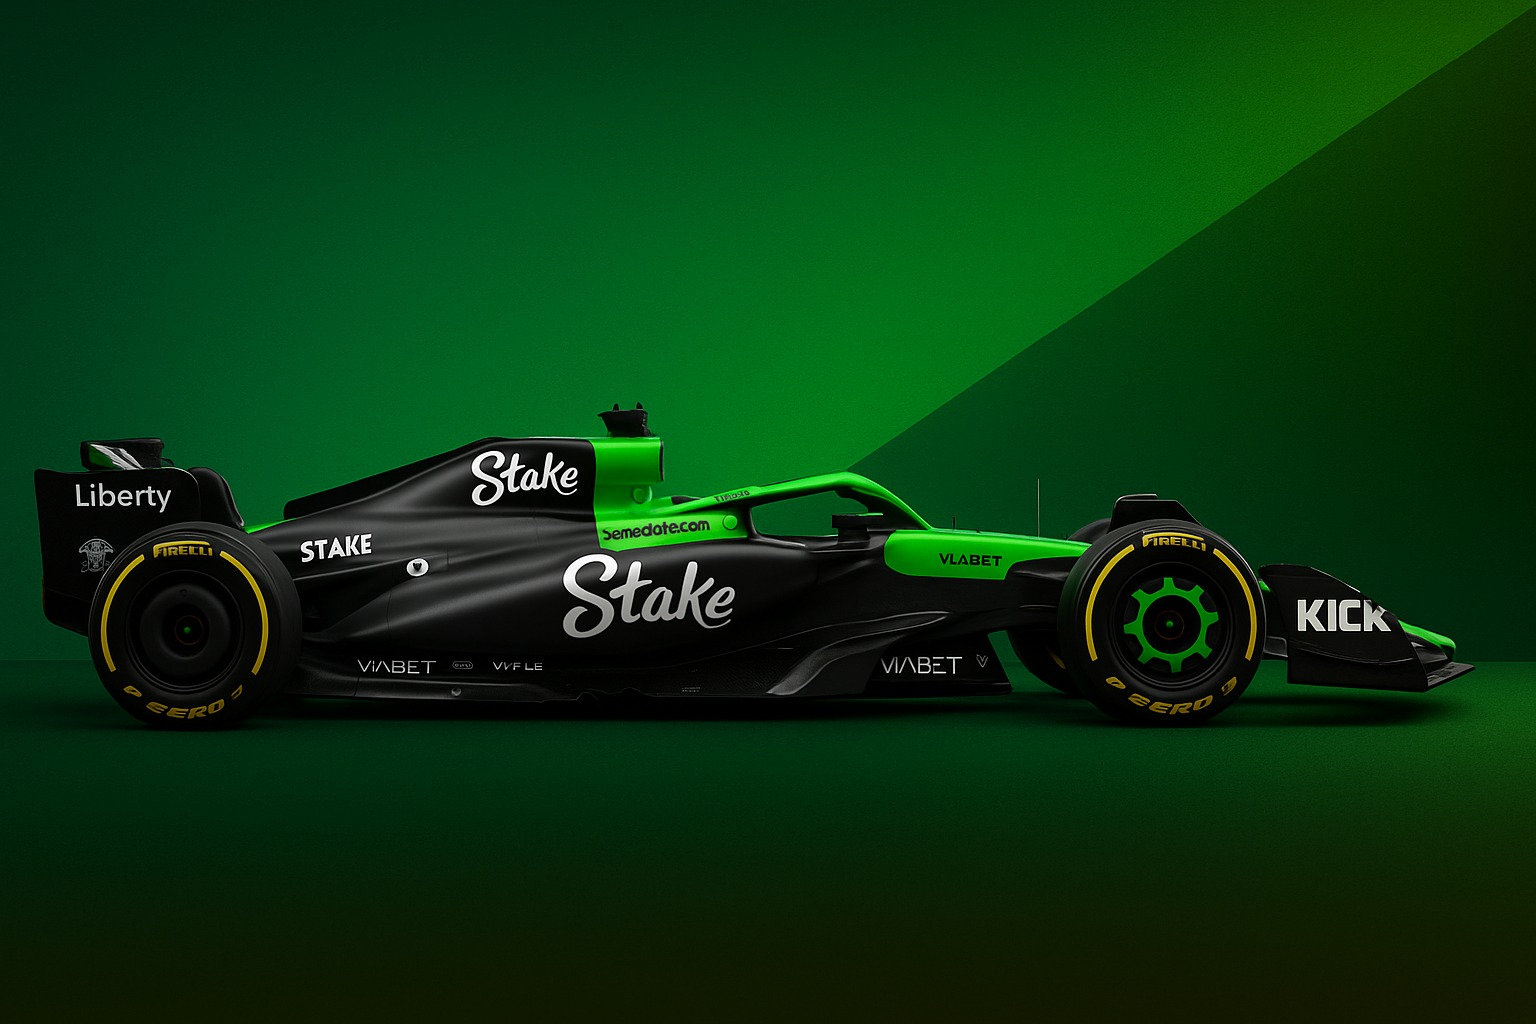 Stake
Liberty
STAKE
Semedate.com
VLABET
Stake
KICK
VIABET
VIABET
PIRELLI
PIRELLI